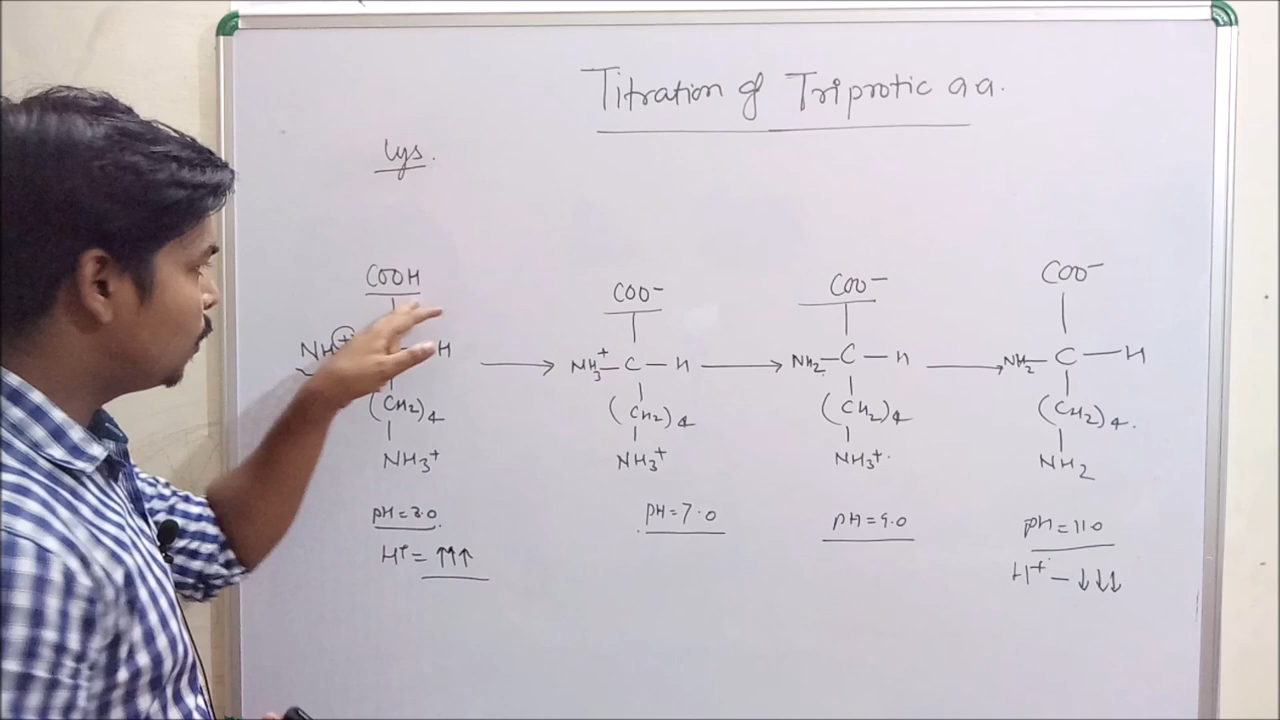 Titration of Triprotic aa.
Lys.
COOH
H
(CH2)4
NH3+
pH=2.0
H+ = ↑↑↑
COO-
NH3+ — C — H
(CH2)4
NH3+
pH=7.0
COO-
NH2 — C — H
(CH2)4
NH3+
pH=9.0
COO-
NH2 — C — H
(CH2)4
NH2
pH=11.0
H+ — ↓↓↓